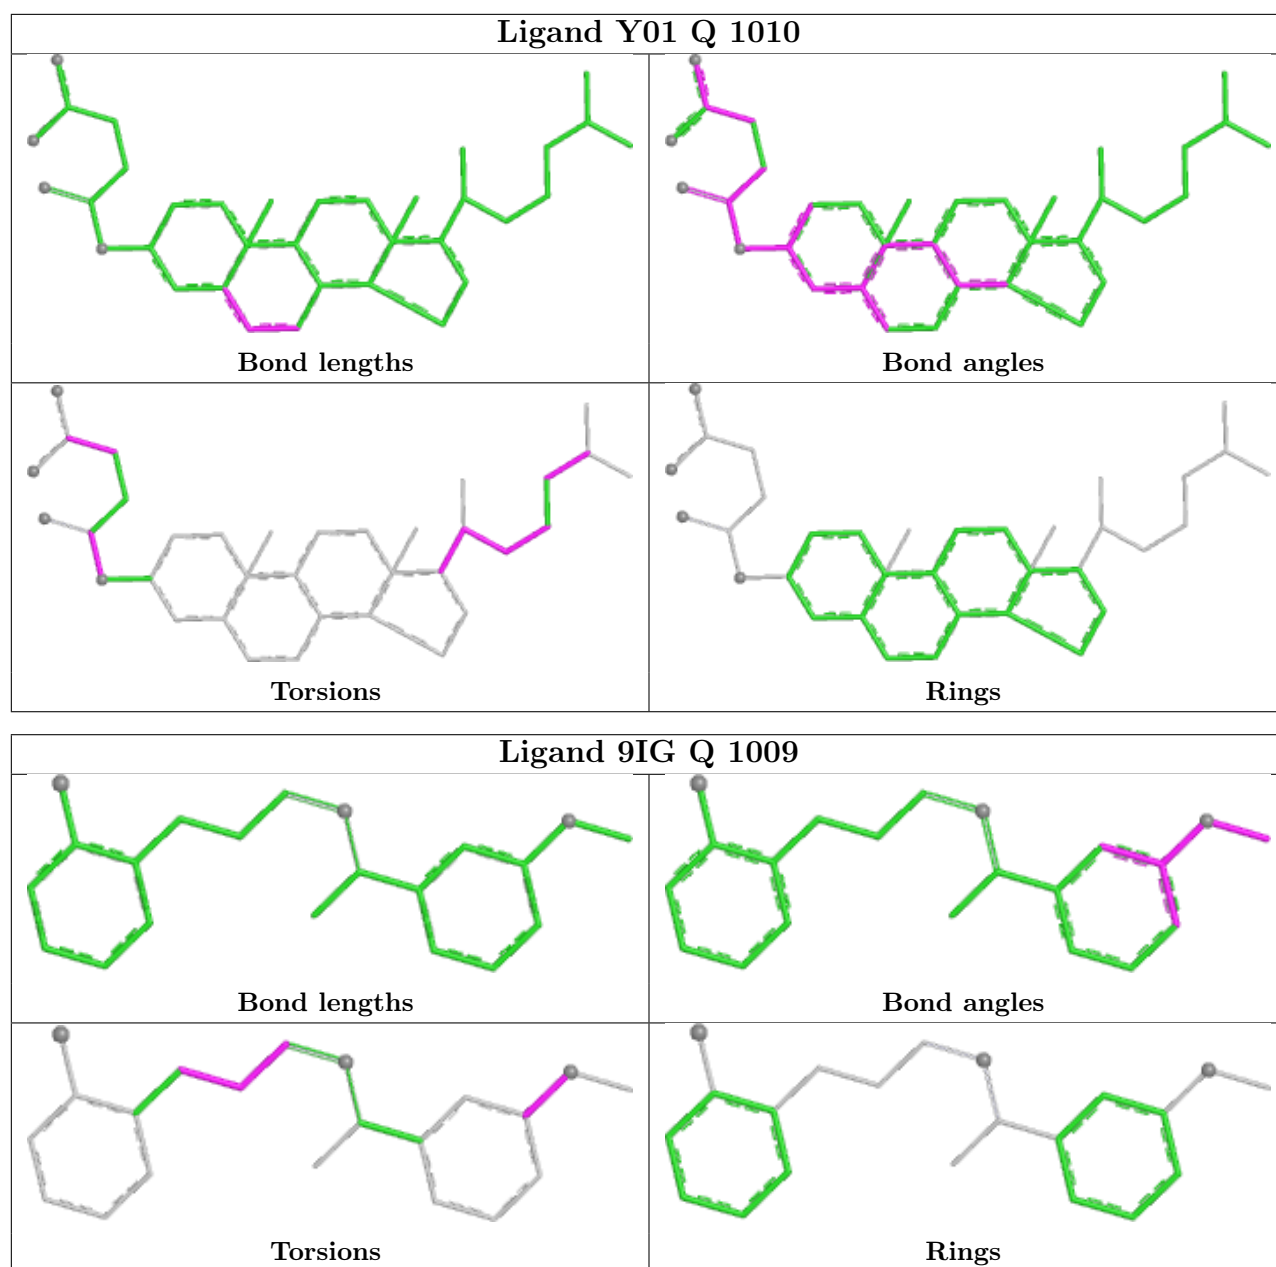 Ligand Y01 Q 1010
Bond lengths
Bond angles
Torsions
Rings
Ligand 9IG Q 1009
Bond lengths
Bond angles
Torsions
Rings